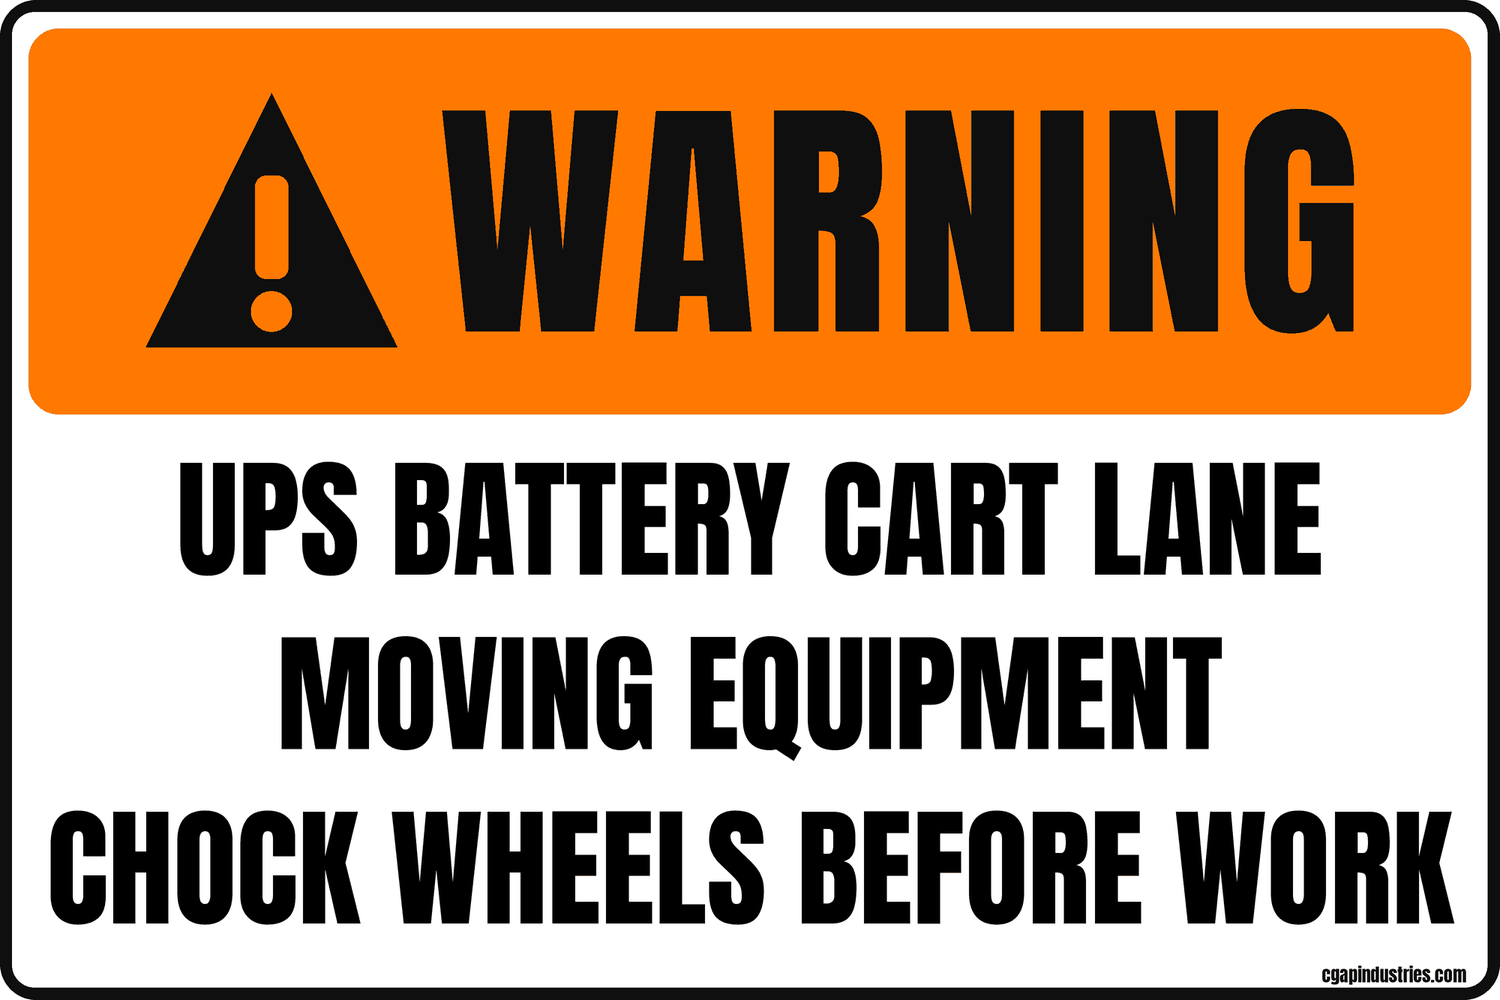 WARNING
UPS BATTERY CART LANE
MOVING EQUIPMENT
CHOCK WHEELS BEFORE WORK
cgapindustries.com